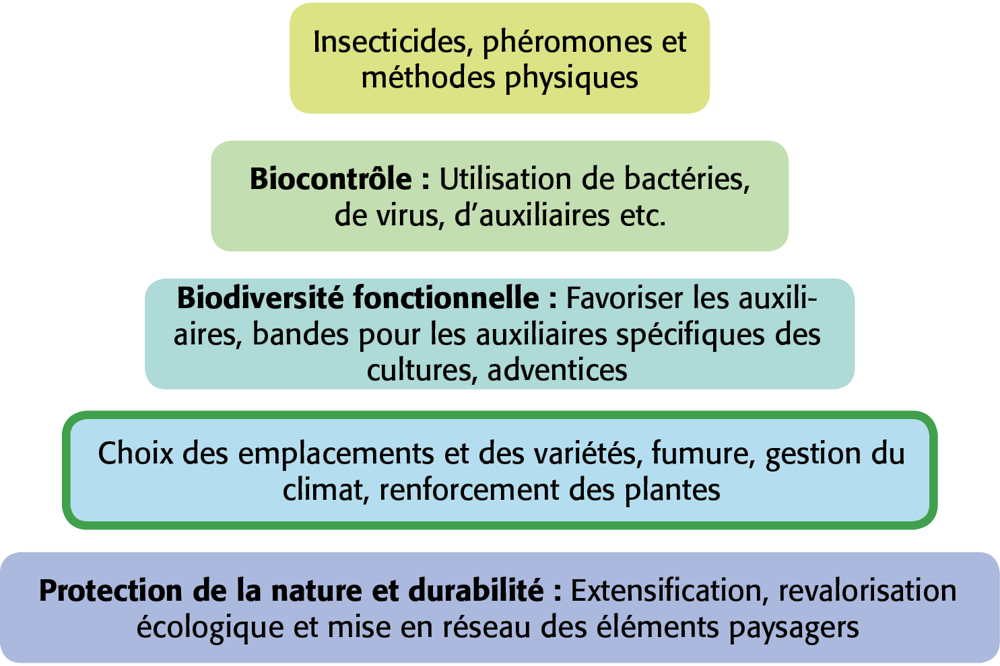 Insecticides, phéromones et
méthodes physiques
Biocontrôle : Utilisation de bactéries,
de virus, d’auxiliaires etc.
Biodiversité fonctionnelle : Favoriser les auxili-
aires, bandes pour les auxiliaires spécifiques des
cultures, adventices
Choix des emplacements et des variétés, fumure, gestion du
climat, renforcement des plantes
Protection de la nature et durabilité : Extensification, revalorisation
écologique et mise en réseau des éléments paysagers